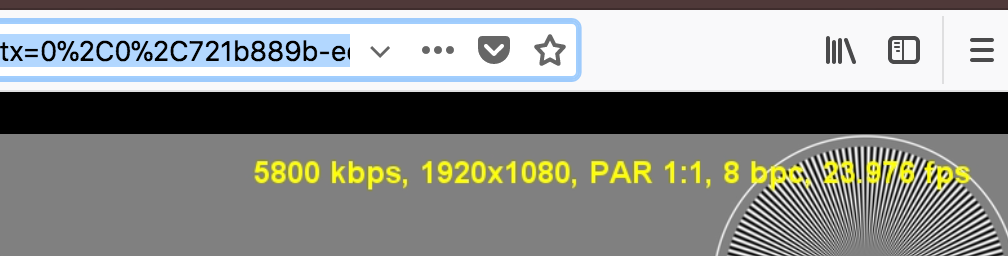 tx=0%2C0%2C721b889b-e
5800 kbps, 1920x1080, PAR 1:1, 8 bpc, 23.976 fps